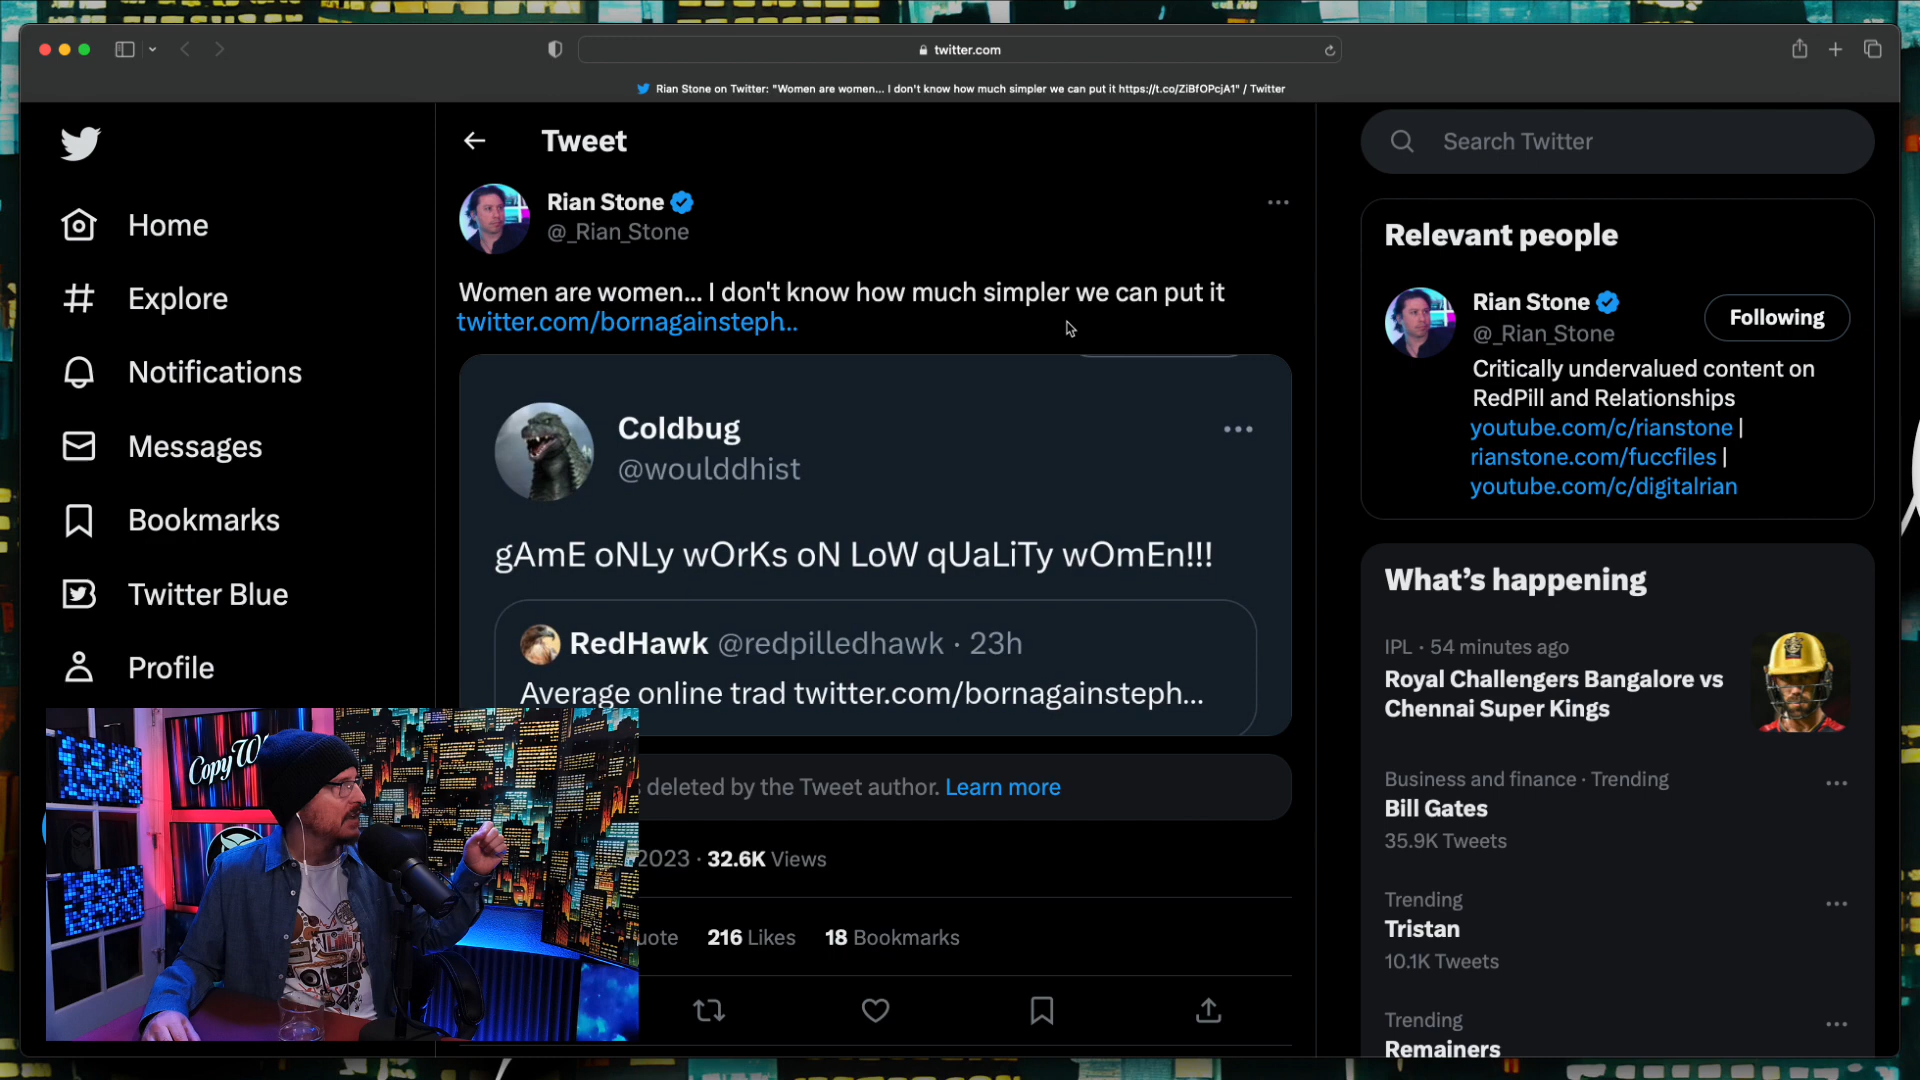 twitter.com
Rian Stone on Twitter: "Women are women... I don't know how much simpler we can put it https://t.co/ZiBfOPcjA1" / Twitter
Home
Explore
Notifications
Messages
Bookmarks
Twitter Blue
Profile
Tweet
Rian Stone
@_Rian_Stone
Women are women... I don't know how much simpler we can put it
twitter.com/bornagainsteph…
Coldbug
@woulddhist
gAmE oNLy wOrKs oN LoW qUaLiTy wOmEn!!!
RedHawk @redpilledhawk · 23h
Average online trad twitter.com/bornagainsteph...
deleted by the Tweet author. Learn more
2023 · 32.6K Views
uote 216 Likes 18 Bookmarks
Copy W
Search Twitter
Relevant people
Rian Stone
@_Rian_Stone
Following
Critically undervalued content on
RedPill and Relationships
youtube.com/c/rianstone |
rianstone.com/fuccfiles |
youtube.com/c/digitalrian
What's happening
IPL · 54 minutes ago
Royal Challengers Bangalore vs
Chennai Super Kings
Business and finance · Trending
Bill Gates
35.9K Tweets
Trending
Tristan
10.1K Tweets
Trending
Remainers